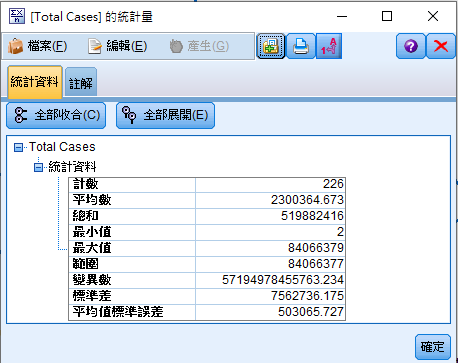 [Total Cases] 的統計量
檔案(F) 編輯(E) 產生(G)
統計資料 註解
全部收合(C) 全部展開(E)
Total Cases
統計資料
計數 226
平均數 2300364.673
總和 519882416
最小值 2
最大值 84066379
範圍 84066377
變異數 57194978455763.234
標準差 7562736.175
平均值標準誤差 503065.727
確定